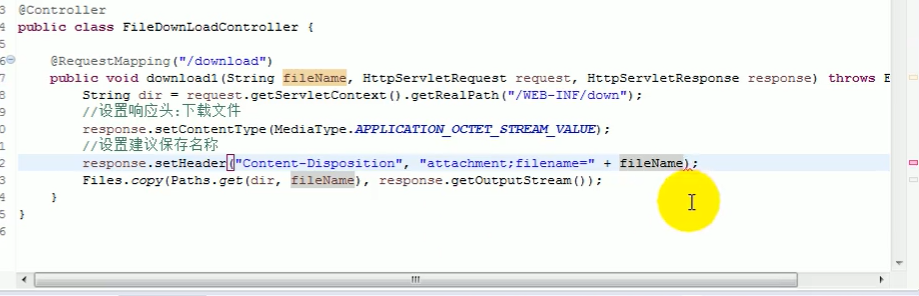 3 @Controller
4 public class FileDownLoadController {
5
6 @RequestMapping("/download")
7 public void download1(String fileName, HttpServletRequest request, HttpServletResponse response) throws E
8 String dir = request.getServletContext().getRealPath("/WEB-INF/down");
9 //设置响应头:下载文件
0 response.setContentType(MediaType.APPLICATION_OCTET_STREAM_VALUE);
1 //设置建议保存名称
2 response.setHeader("Content-Disposition", "attachment;filename=" + fileName);
3 Files.copy(Paths.get(dir, fileName), response.getOutputStream());
4 }
5 }
6